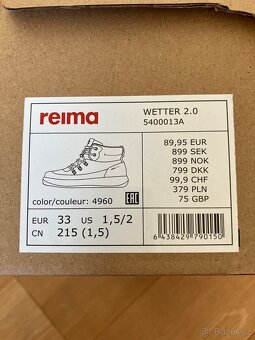 reima
WETTER 2.0
5400013A
89,95 EUR
899 SEK
899 NOK
799 DKK
99,9 CHF
379 PLN
75 GBP
color/couleur: 4960
EAC
EUR 33 US 1,5/2
CN 215 (1,5)
6 438429 790150